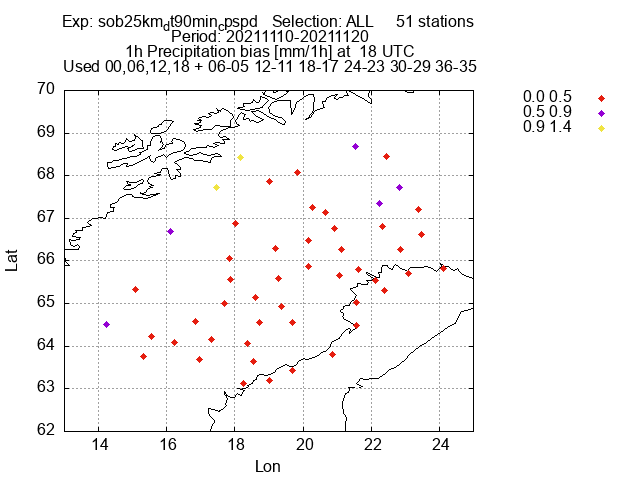 Exp: sob25km_dt90min_cpspd Selection: ALL 51 stations
Period: 20211110-20211120
1h Precipitation bias [mm/1h] at 18 UTC
Used 00,06,12,18 + 06-05 12-11 18-17 24-23 30-29 36-35
0.0 0.5
0.5 0.9
0.9 1.4
70
69
68
67
66
65
64
63
62
Lat
14 16 18 20 22 24
Lon